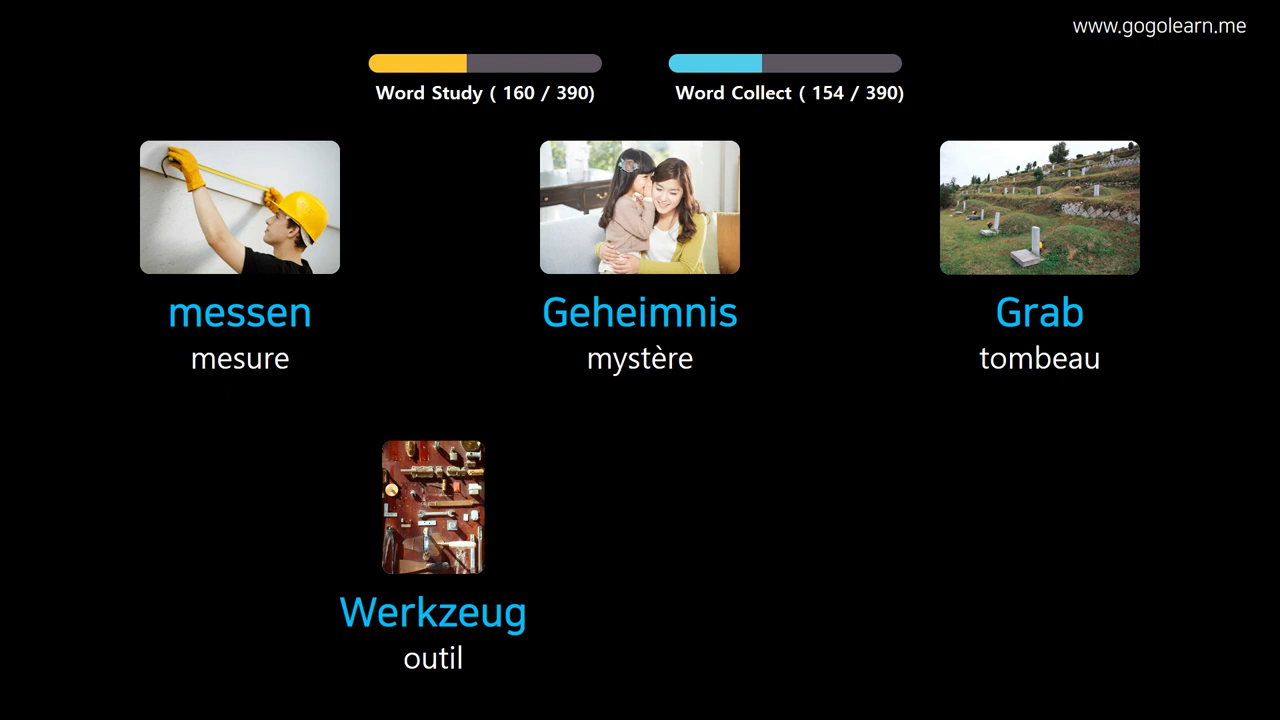 www.gogolearn.me
Word Study ( 160 / 390)
Word Collect ( 154 / 390)
messen
mesure
Geheimnis
mystère
Grab
tombeau
Werkzeug
outil